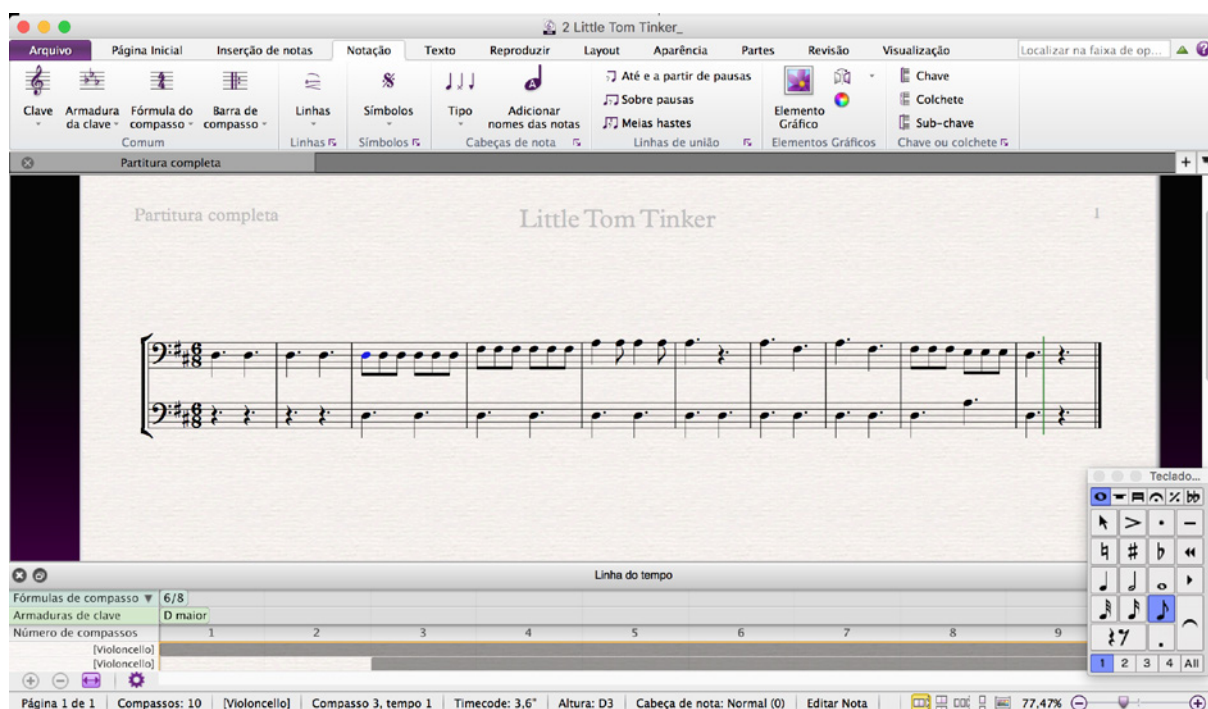 2 Little Tom Tinker_
Arquivo Página Inicial Inserção de notas Notação Texto Reproduzir Layout Aparência Partes Revisão Visualização Localizar na faixa de op...
Clave
Armadura da clave
Fórmula do compasso
Barra de compasso
Comum
Linhas
Linhas
Símbolos
Símbolos
Tipo
Adicionar nomes das notas
Cabeças de nota
Até e a partir de pausas
Sobre pausas
Meias hastes
Linhas de união
Elemento Gráfico
Elementos Gráficos
Chave
Colchete
Sub-chave
Chave ou colchete
Partitura completa
Partitura completa Little Tom Tinker 1
6 8
6 8
Teclado...
1 2 3 4 All
Linha do tempo
Fórmulas de compasso 6/8
Armaduras de clave D maior
Número de compassos 1 2 3 4 5 6 7 8 9
[Violoncello]
[Violoncello]
Página 1 de 1 Compassos: 10 [Violoncello] Compasso 3, tempo 1 Timecode: 3,6" Altura: D3 Cabeça de nota: Normal (0) Editar Nota 77,47%